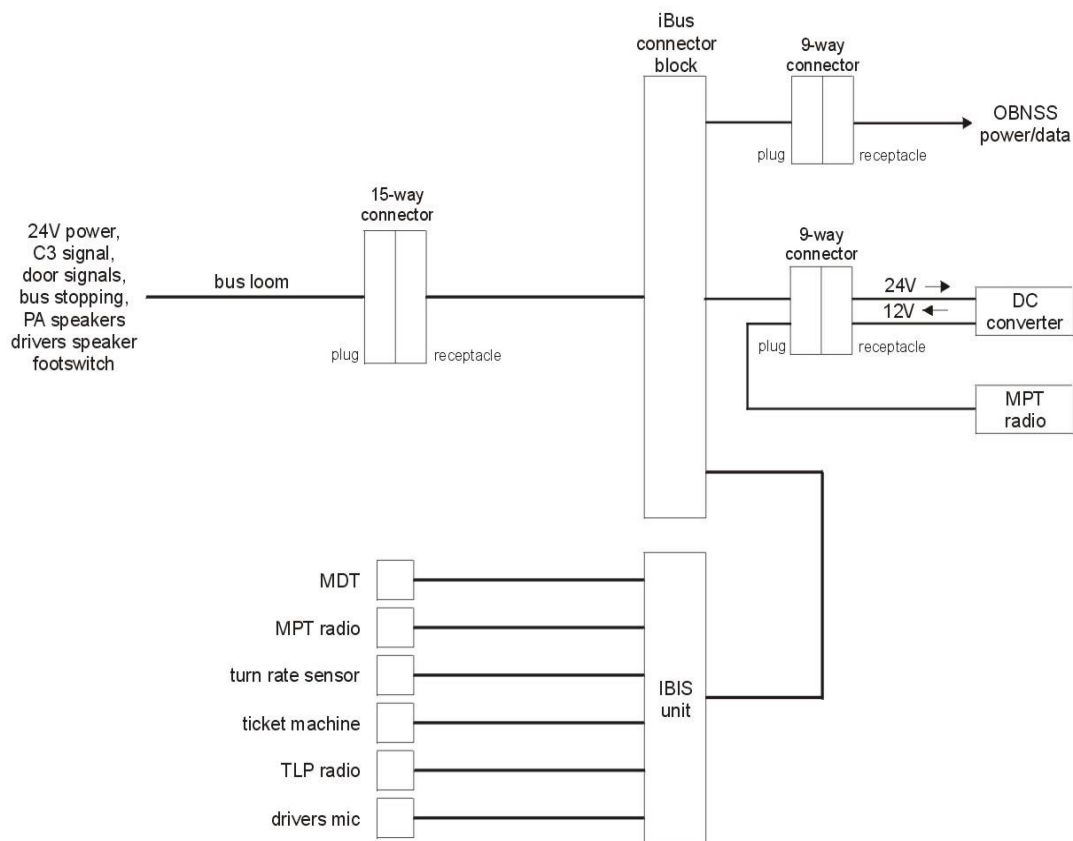 iBus
connector
block
9-way
connector
OBNSS
power/data
plug
receptacle
15-way
connector
24V power,
C3 signal,
door signals,
bus stopping,
PA speakers
drivers speaker
footswitch
bus loom
plug
receptacle
9-way
connector
24V
12V
DC
converter
plug
receptacle
MPT
radio
MDT
MPT radio
turn rate sensor
ticket machine
TLP radio
drivers mic
IBIS
unit